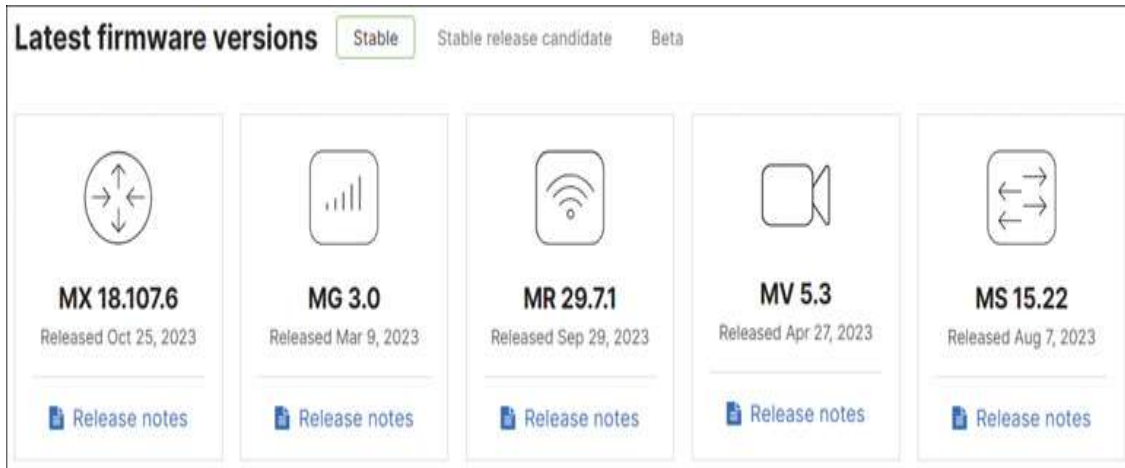 Latest firmware versions Stable Stable release candidate Beta
MX 18.107.6
Released Oct 25, 2023
Release notes
MG 3.0
Released Mar 9, 2023
Release notes
MR 29.7.1
Released Sep 29, 2023
Release notes
MV 5.3
Released Apr 27, 2023
Release notes
MS 15.22
Released Aug 7, 2023
Release notes